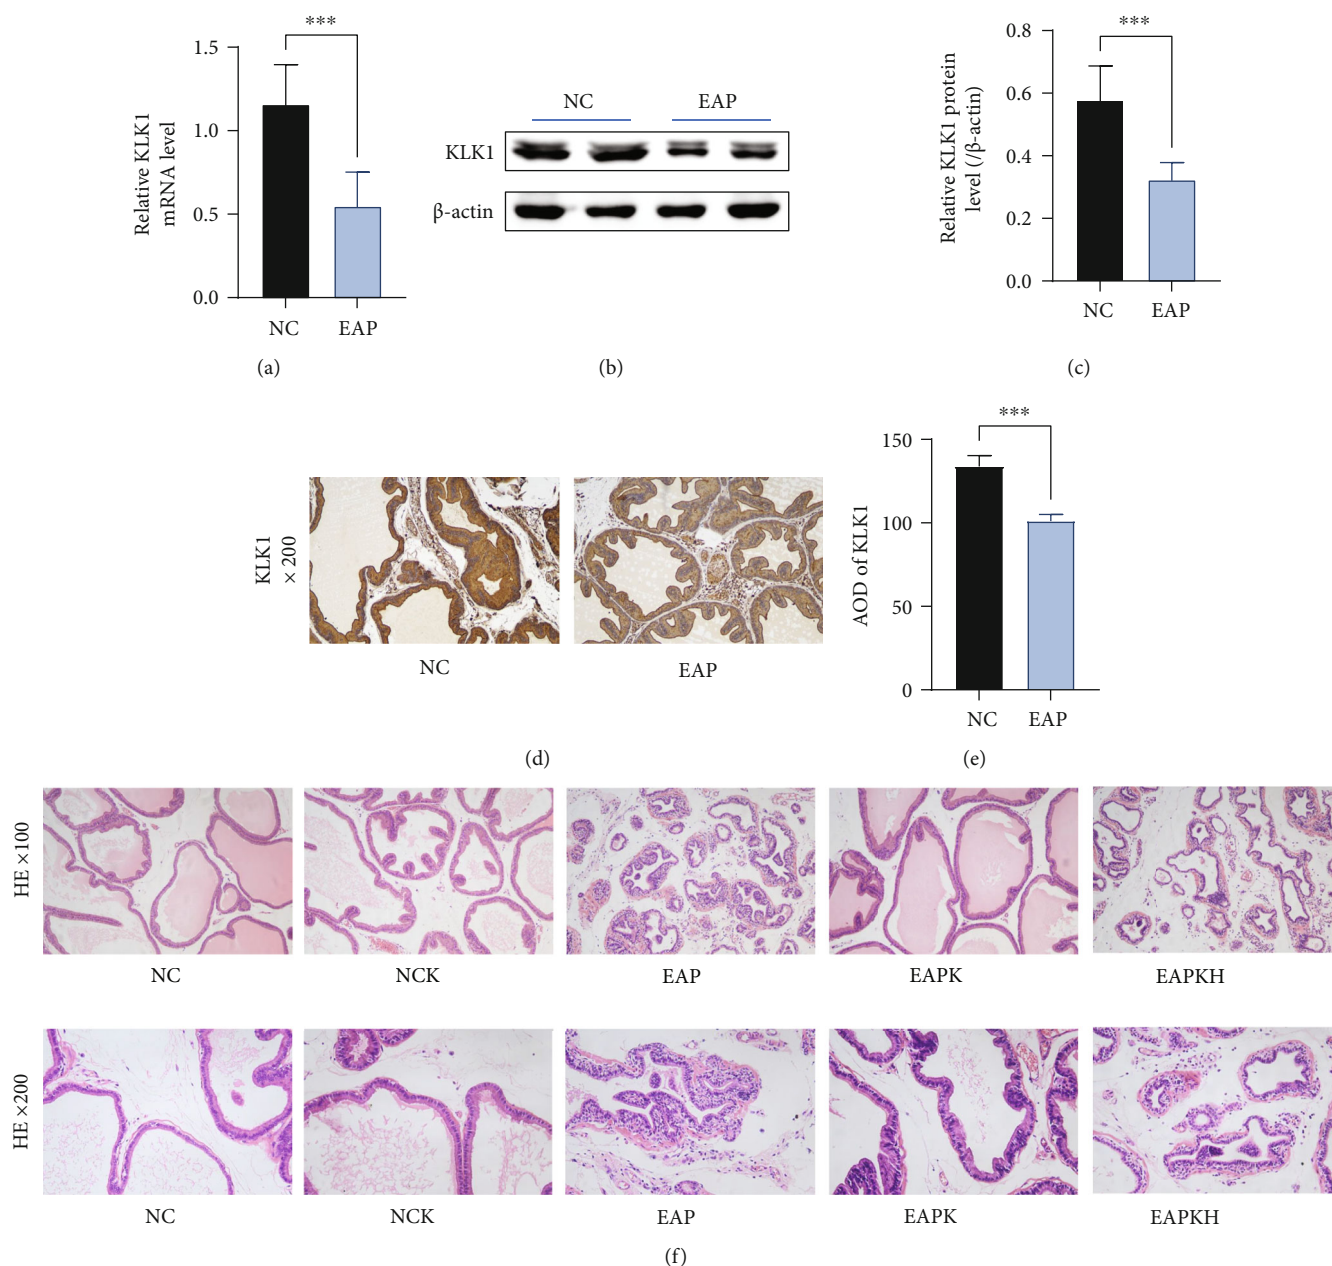 ***
1.5
1.0
0.5
0.0
Relative KLK1
mRNA level
NC EAP
(a)
NC EAP
KLK1
β-actin
(b)
***
0.8
0.6
0.4
0.2
0.0
Relative KLK1 protein
level (/β-actin)
NC EAP
(c)
KLK1
× 200
NC EAP
(d)
***
150
100
50
0
AOD of KLK1
NC EAP
(e)
HE ×100
NC NCK EAP EAPK EAPKH
HE ×200
NC NCK EAP EAPK EAPKH
(f)